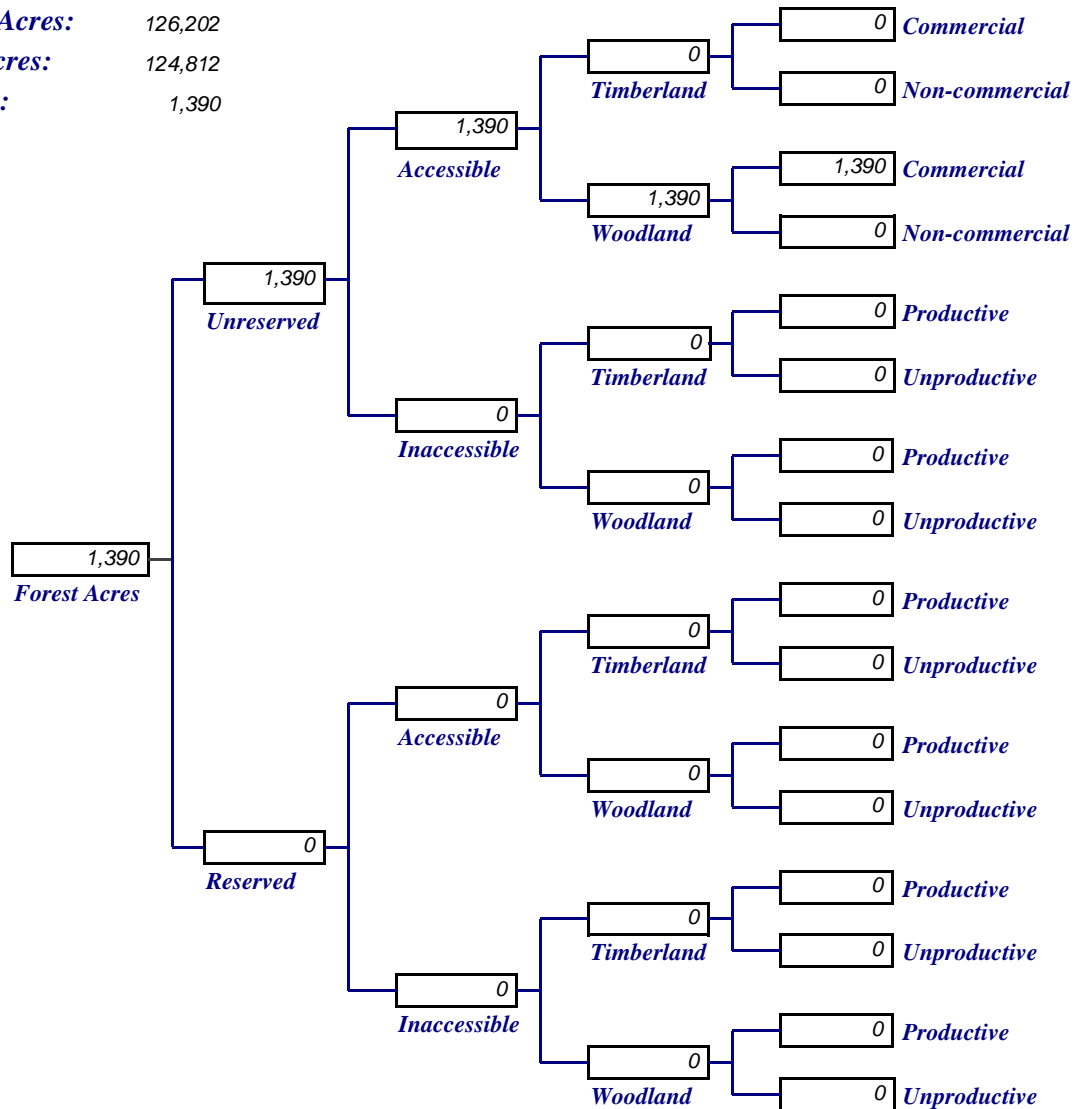 Acres: 126,202
cres: 124,812
: 1,390
0 Commercial
0
Timberland
0 Non-commercial
1,390
Accessible
1,390 Commercial
1,390
Woodland
0 Non-commercial
1,390
Unreserved
0 Productive
0
Timberland
0 Unproductive
0
Inaccessible
0 Productive
0
Woodland
0 Unproductive
1,390
Forest Acres
0 Productive
0
Timberland
0 Unproductive
0
Accessible
0 Productive
0
Woodland
0 Unproductive
0
Reserved
0 Productive
0
Timberland
0 Unproductive
0
Inaccessible
0 Productive
0
Woodland
0 Unproductive